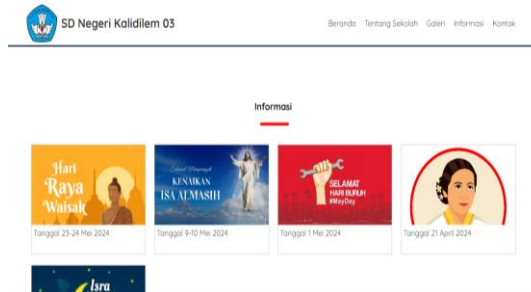 SD Negeri Kalidilem 03
Beranda Tentang Sekolah Galeri Informasi Kontak
Informasi
Hari
Raya
Waisak
Tanggal 23-24 Mei 2024
Selamat Memperingati
KENAIKAN
ISA ALMASIH
Tanggal 9-10 Mei 2024
SELAMAT
HARI BURUH
#MayDay
Tanggal 1 Mei 2024
Tanggal 21 April 2024
Isra